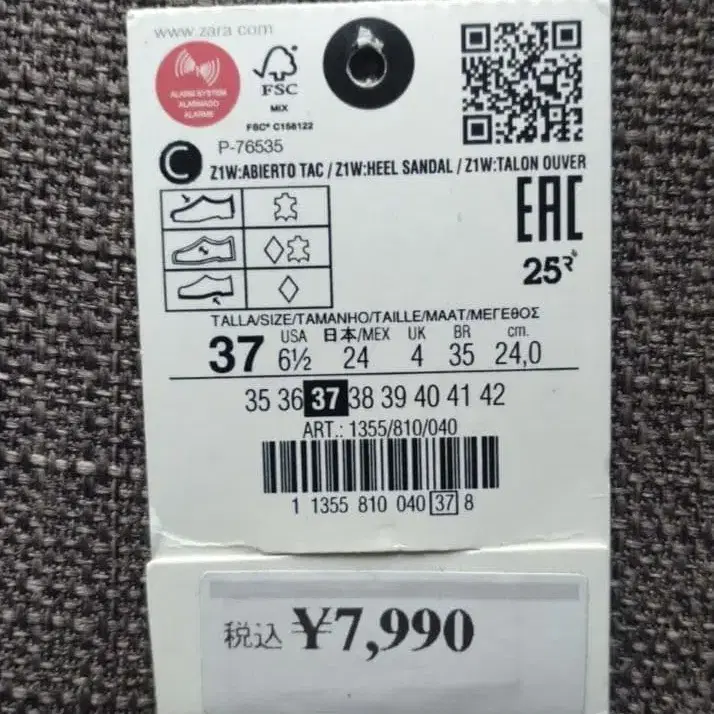 www.zara.com
ALARM SYSTEM
ALARMADO
ALARME
FSC
MIX
FSC® C158122
P-76535
C
Z1W:ABIERTO TAC / Z1W:HEEL SANDAL / Z1W:TALON OUVER
EAC
TALLA/SIZE/TAMANHO/TAILLE/MAAT/ΜΕΓΕΘΟΣ
USA 日本/MEX UK BR cm.
37 6½ 24 4 35 24,0
35 36 37 38 39 40 41 42
ART.: 1355/810/040
1 1355 810 040 37 8
税込 ¥7,990